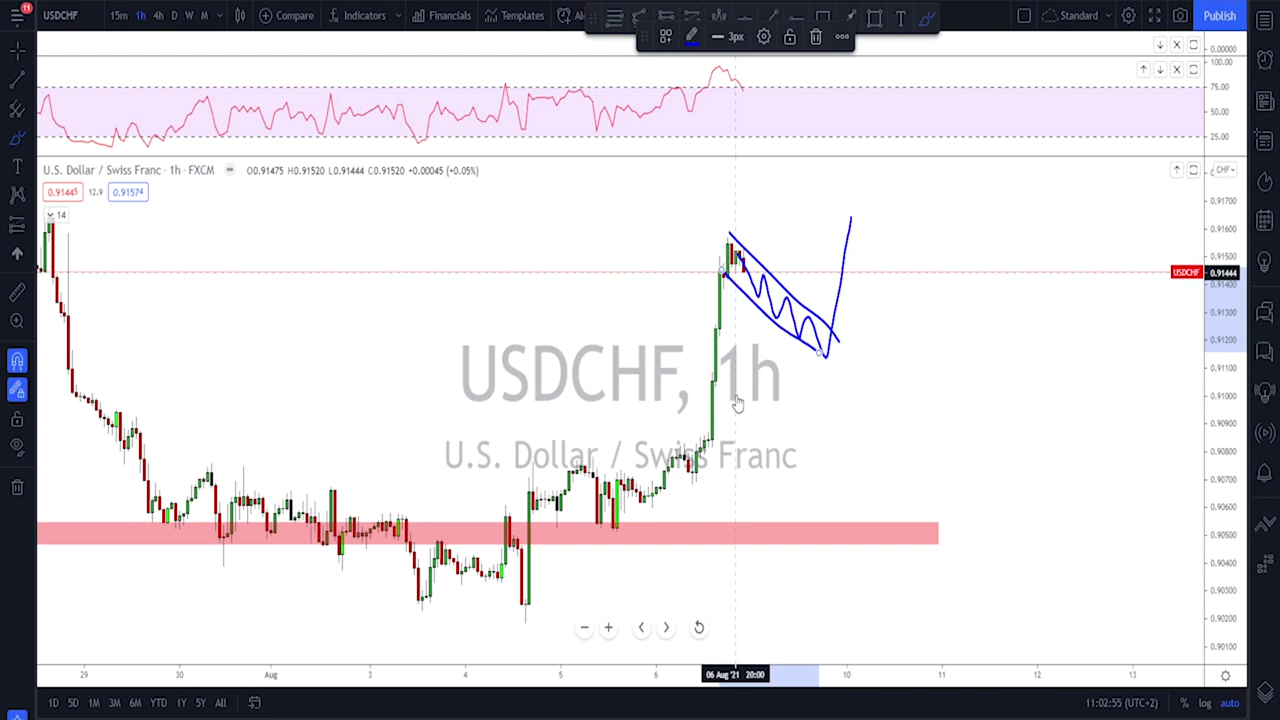 11
USDCHF 15m 1h 4h D W M Compare Indicators Financials Templates Al Standard Publish
3px
0.00000
100.00
75.00
50.00
25.00
U.S. Dollar / Swiss Franc · 1h · FXCM O0.91475 H0.91520 L0.91444 C0.91520 +0.00045 (+0.05%)
CHF
0.91445 12.9 0.91574
14
0.91700
0.91600
0.91500
USDCHF 0.91444
0.91400
0.91300
0.91200
0.91100
0.91000
0.90900
0.90800
0.90700
0.90600
0.90500
0.90400
0.90300
0.90200
0.90100
USDCHF, 1h
U.S. Dollar / Swiss Franc
29 30 Aug 3 4 5 6 06 Aug '21 20:00 10 11 12 13
1D 5D 1M 3M 6M YTD 1Y 5Y All 11:02:55 (UTC+2) % log auto